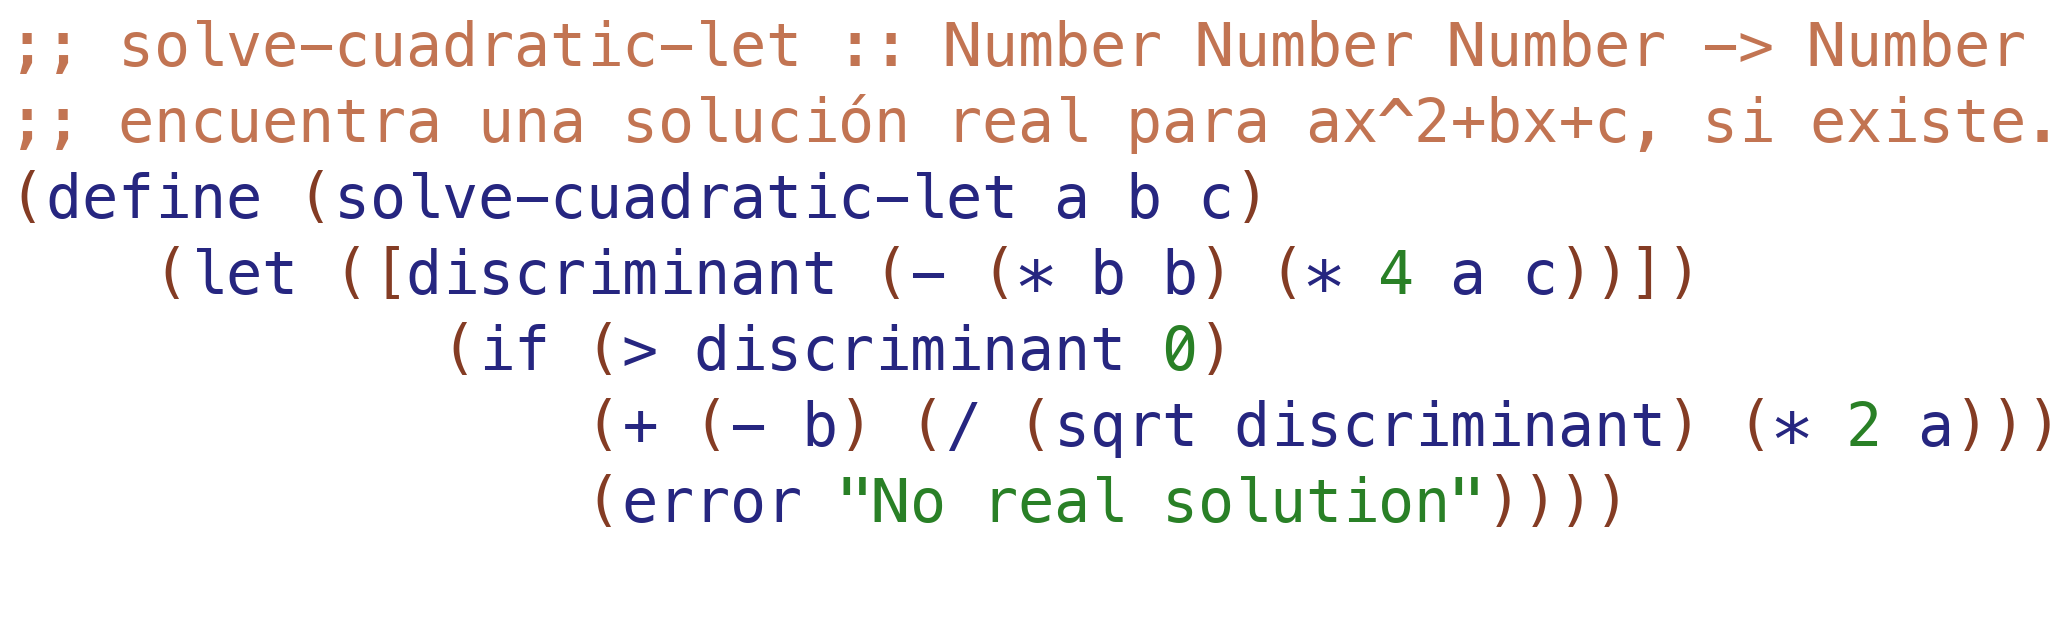 ;; solve-cuadratic-let :: Number Number Number -> Number
;; encuentra una solución real para ax^2+bx+c, si existe.
(define (solve-cuadratic-let a b c)
    (let ([discriminant (- (* b b) (* 4 a c))])
            (if (> discriminant 0)
                (+ (- b) (/ (sqrt discriminant) (* 2 a)))
                (error "No real solution"))))